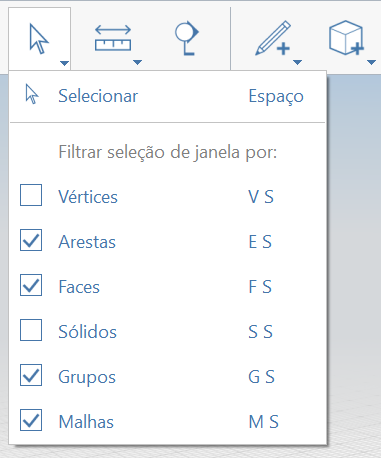 Selecionar Espaço
Filtrar seleção de janela por:
Vértices V S
Arestas E S
Faces F S
Sólidos S S
Grupos G S
Malhas M S